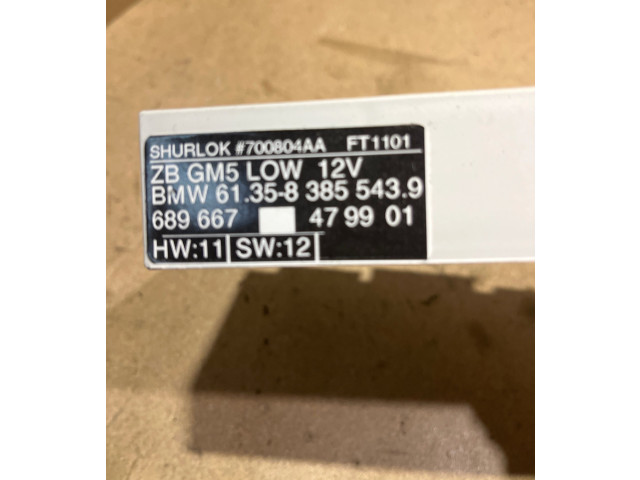 SHURLOK #700804AA FT1101
ZB GM5 LOW 12V
BMW 61.35-8 385 543.9
689 667 47 99 01
HW:11 SW:12